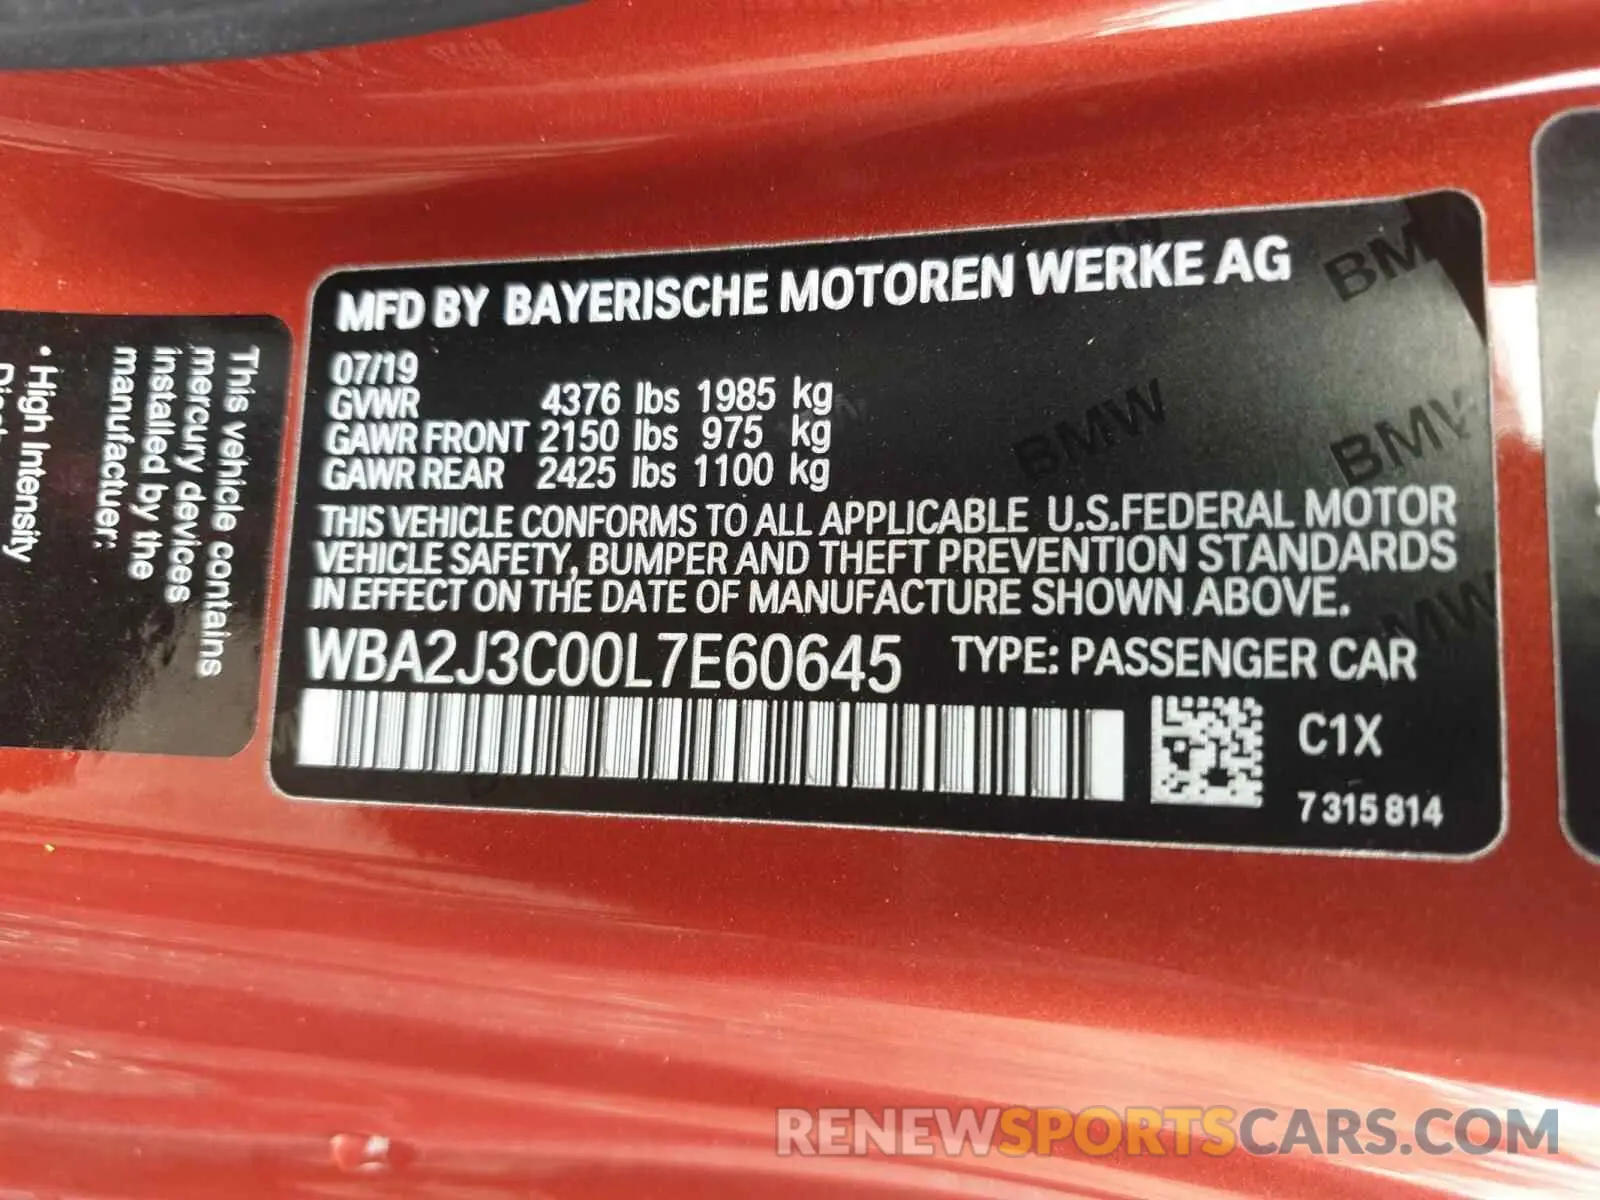 MFD BY BAYERISCHE MOTOREN WERKE AG
07/19
GVWR 4376 lbs 1985 kg
GAWR FRONT 2150 lbs 975 kg
GAWR REAR 2425 lbs 1100 kg
THIS VEHICLE CONFORMS TO ALL APPLICABLE U.S.FEDERAL MOTOR
VEHICLE SAFETY, BUMPER AND THEFT PREVENTION STANDARDS
IN EFFECT ON THE DATE OF MANUFACTURE SHOWN ABOVE.
WBA2J3C00L7E60645 TYPE: PASSENGER CAR
C1X
7 315 814
This vehicle contains
mercury devices
installed by the
manufactuer:
• High Intensity
BMW
BMW
BMW
BMW
RENEWSPORTSCARS.COM